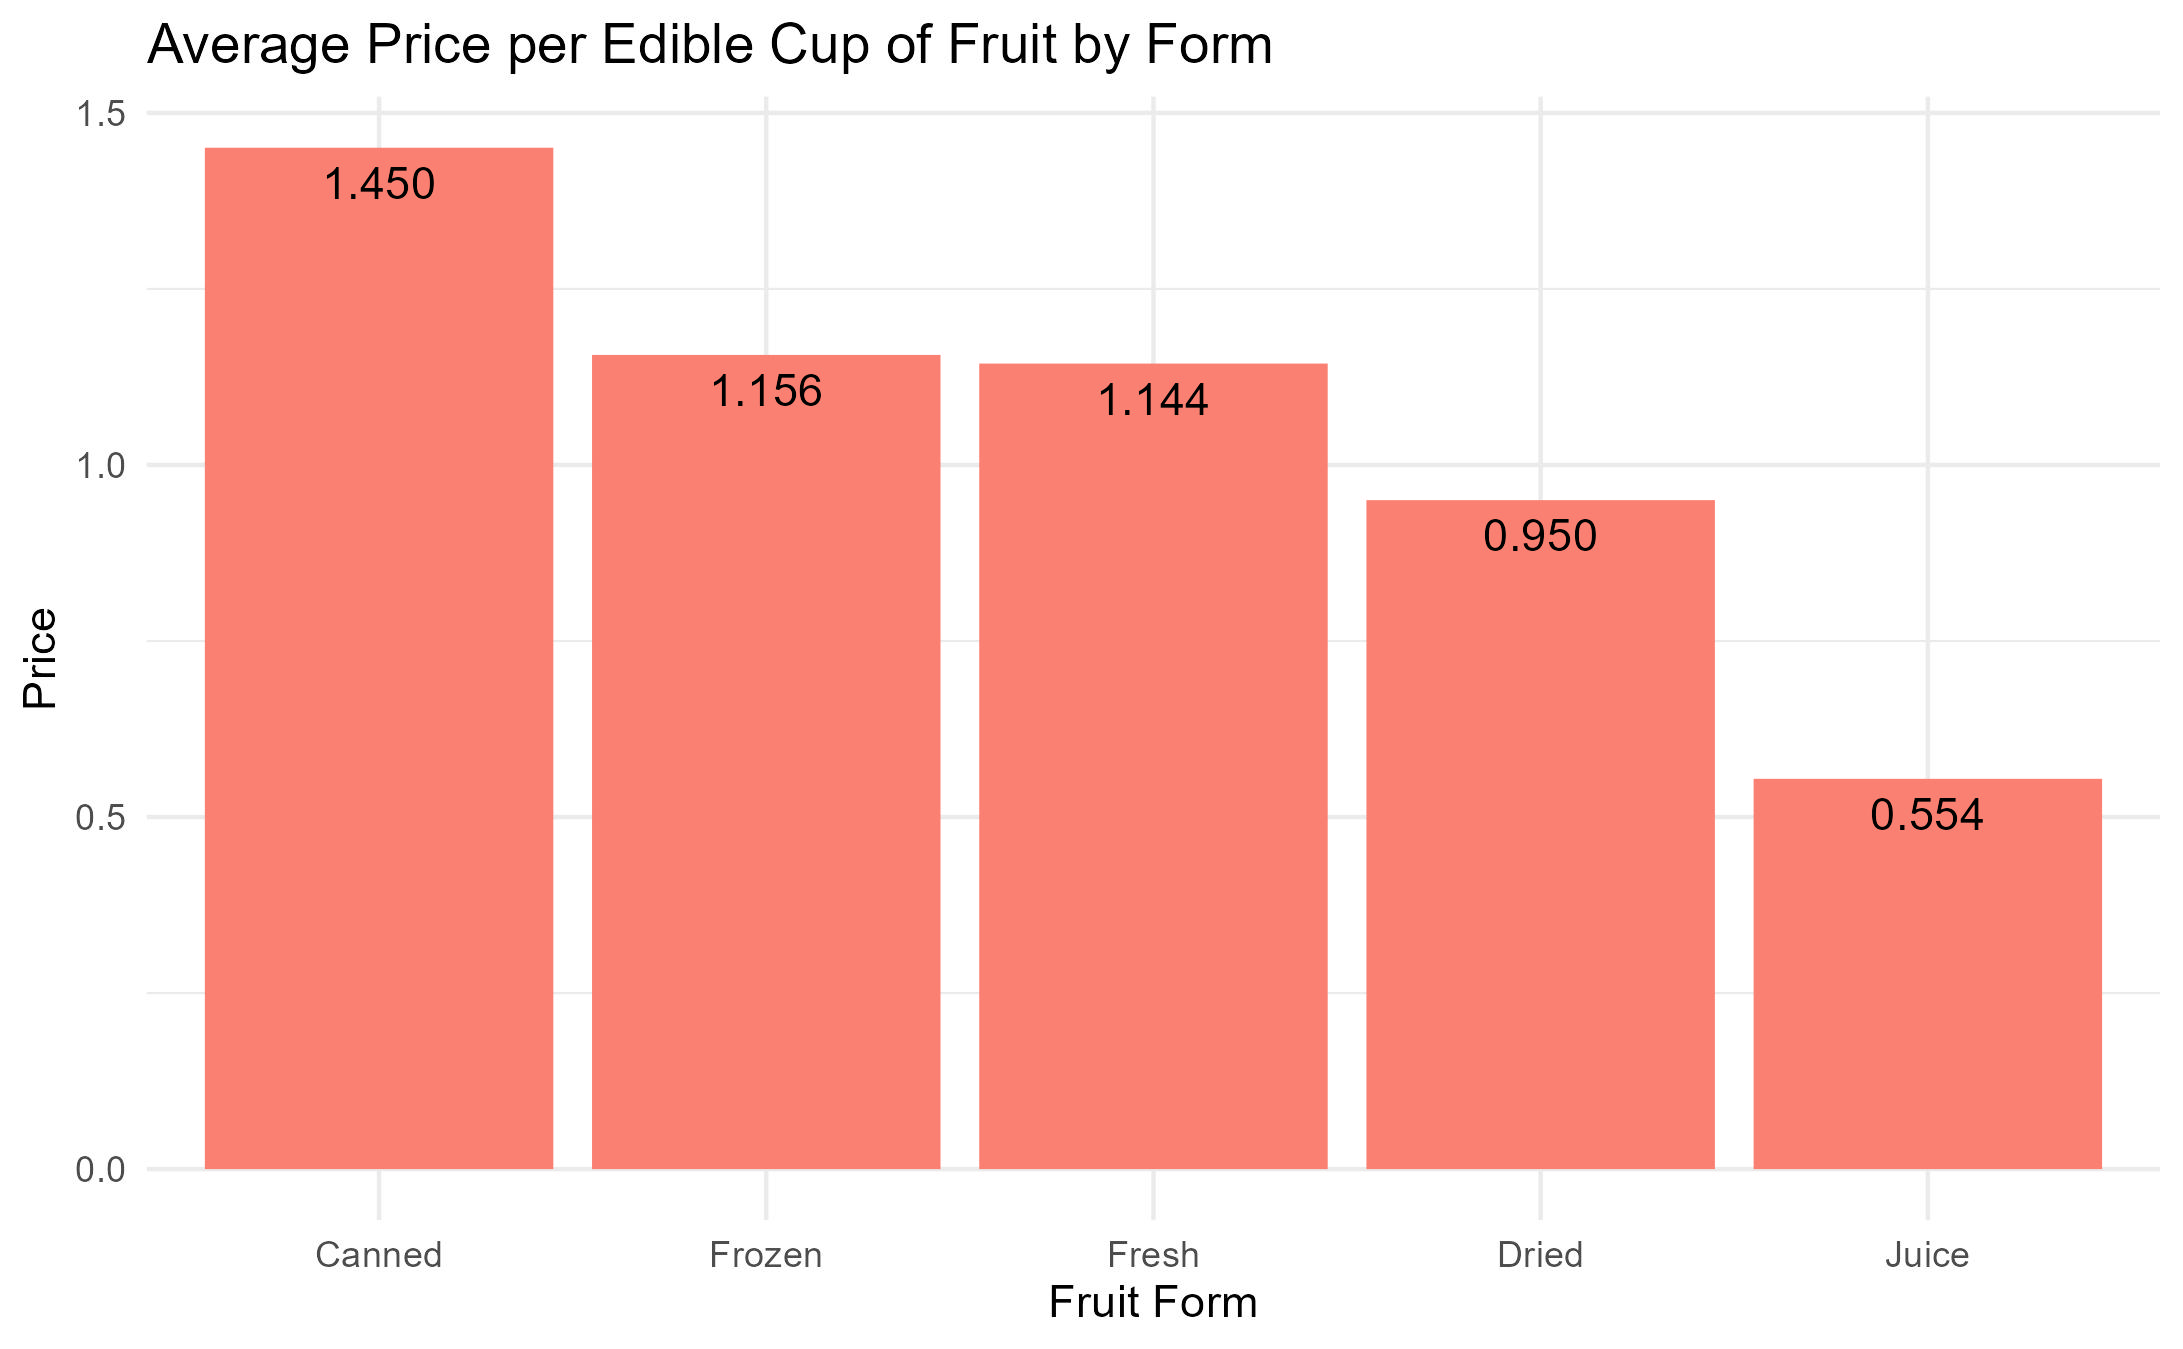 Average Price per Edible Cup of Fruit by Form
1.5
1.0
0.5
0.0
Price
1.450
1.156
1.144
0.950
0.554
Canned
Frozen
Fresh
Dried
Juice
Fruit Form